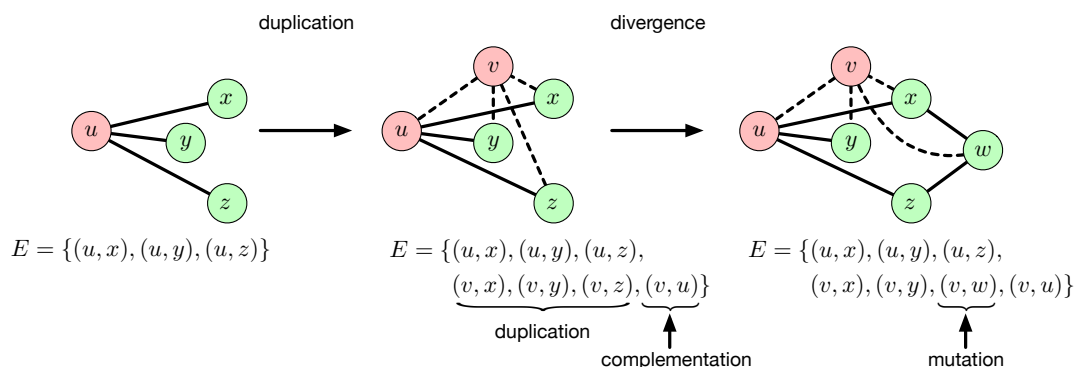 duplication
divergence
u
x
y
z
v
u
x
y
z
v
u
x
y
w
z
E = {(u, x), (u, y), (u, z)}
E = {(u, x), (u, y), (u, z),
(v, x), (v, y), (v, z), (v, u)}
duplication
complementation
E = {(u, x), (u, y), (u, z),
(v, x), (v, y), (v, w), (v, u)}
mutation